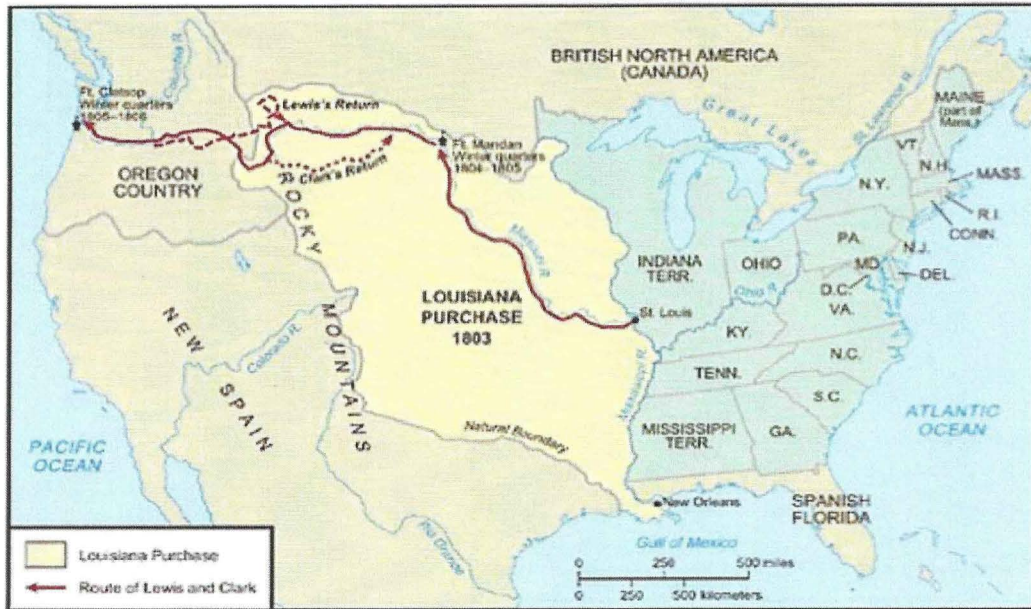 BRITISH NORTH AMERICA
(CANADA)
Columbia R.
Ft. Clatsop
Winter quarters
1805–1806
Lewis's Return
Ft. Mandan
Winter quarters
1804–1805
Clark's Return
OREGON
COUNTRY
ROCKY MOUNTAINS
Great Lakes
St. Lawrence R.
MAINE
(part of
Mass.)
VT.
N.H.
MASS.
N.Y.
R.I.
CONN.
PA.
N.J.
MD.
DEL.
D.C.
VA.
INDIANA
TERR.
OHIO
Ohio R.
Missouri R.
LOUISIANA
PURCHASE
1803
St. Louis
KY.
N.C.
TENN.
S.C.
Mississippi R.
MISSISSIPPI
TERR.
GA.
NEW SPAIN
Colorado R.
Natural Boundary
PACIFIC
OCEAN
ATLANTIC
OCEAN
New Orleans
SPANISH
FLORIDA
Rio Grande
Gulf of Mexico
Louisiana Purchase
Route of Lewis and Clark
0 250 500 miles
0 250 500 kilometers